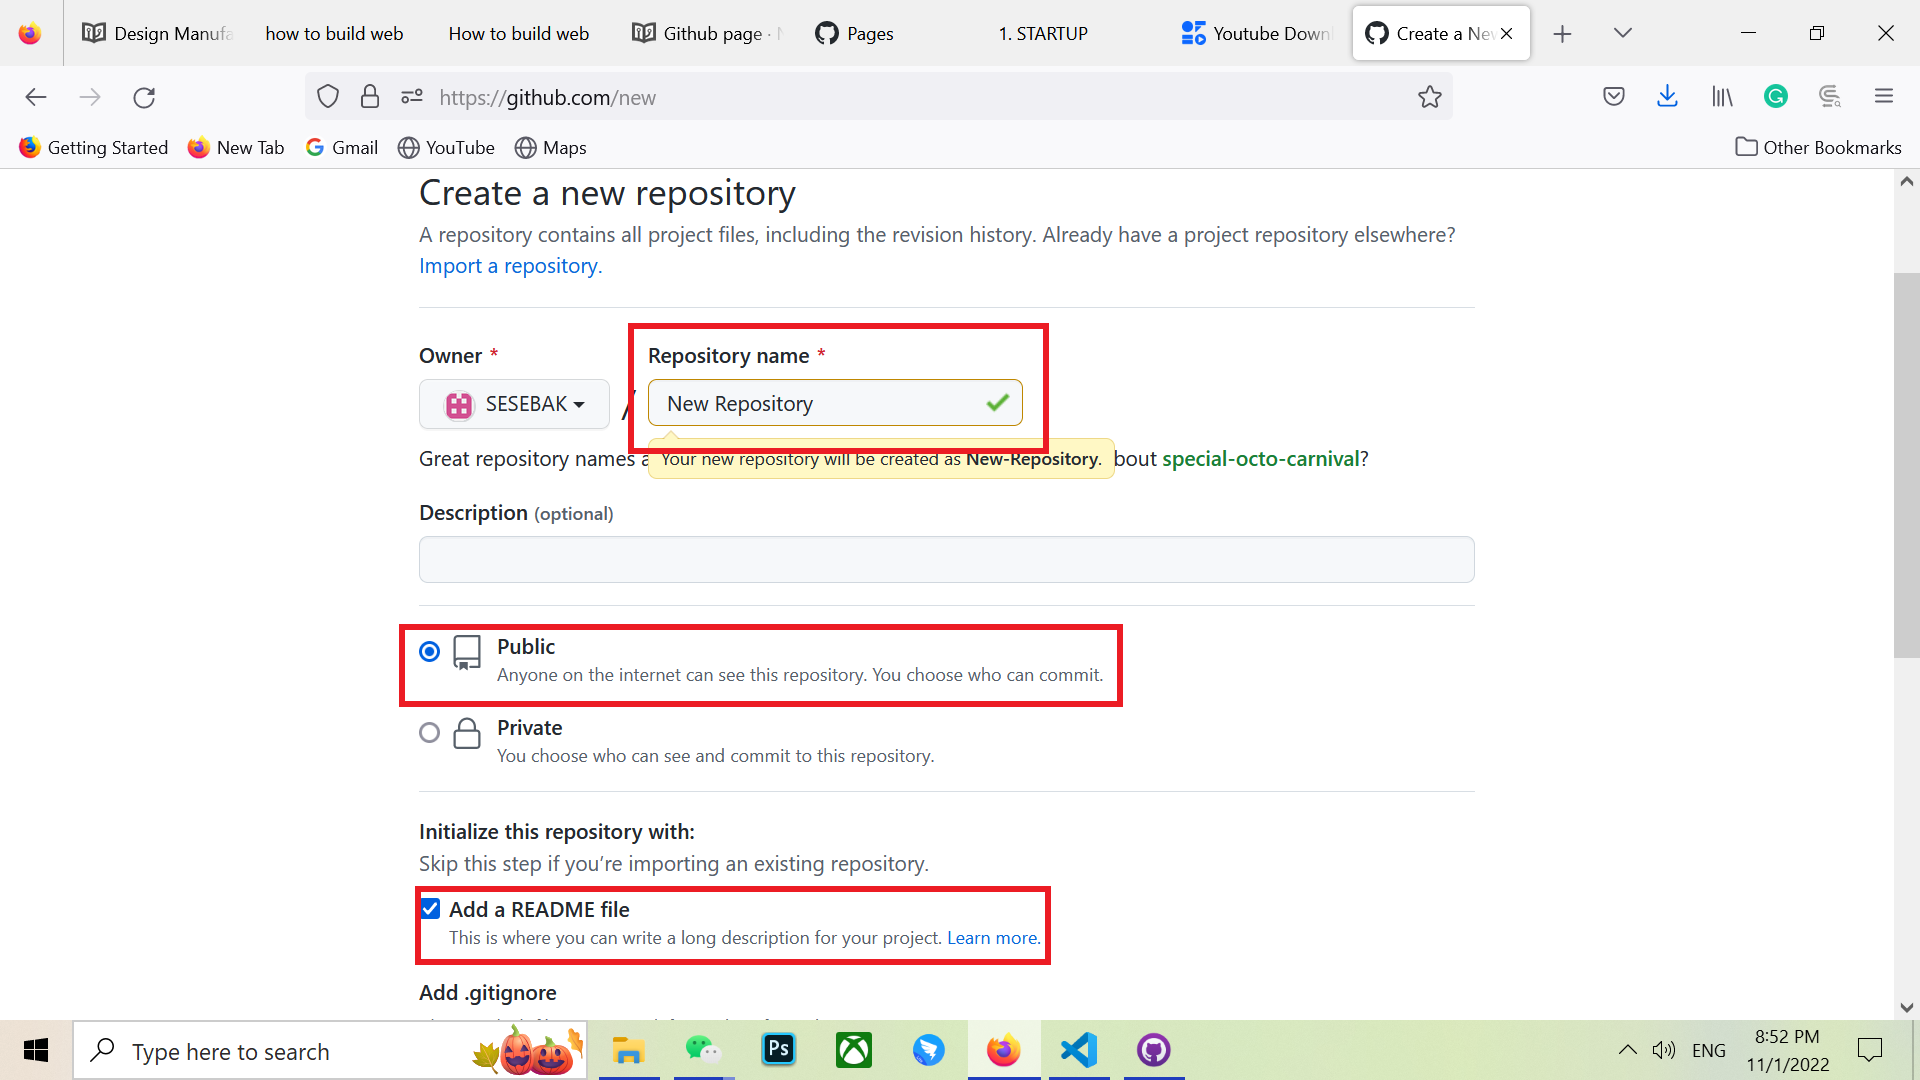 Design Manufa
how to build web
How to build web
Github page ·
Pages
1. STARTUP
Youtube Down
Create a Ne
https://github.com/new
Getting Started
New Tab
Gmail
YouTube
Maps
Other Bookmarks
Create a new repository
A repository contains all project files, including the revision history. Already have a project repository elsewhere?
Import a repository.
Owner *
Repository name *
SESEBAK
/
New Repository
Great repository names a
Your new repository will be created as New-Repository.
bout special-octo-carnival?
Description (optional)
Public
Anyone on the internet can see this repository. You choose who can commit.
Private
You choose who can see and commit to this repository.
Initialize this repository with:
Skip this step if you’re importing an existing repository.
Add a README file
This is where you can write a long description for your project. Learn more.
Add .gitignore
Type here to search
Ps
ENG
8:52 PM
11/1/2022